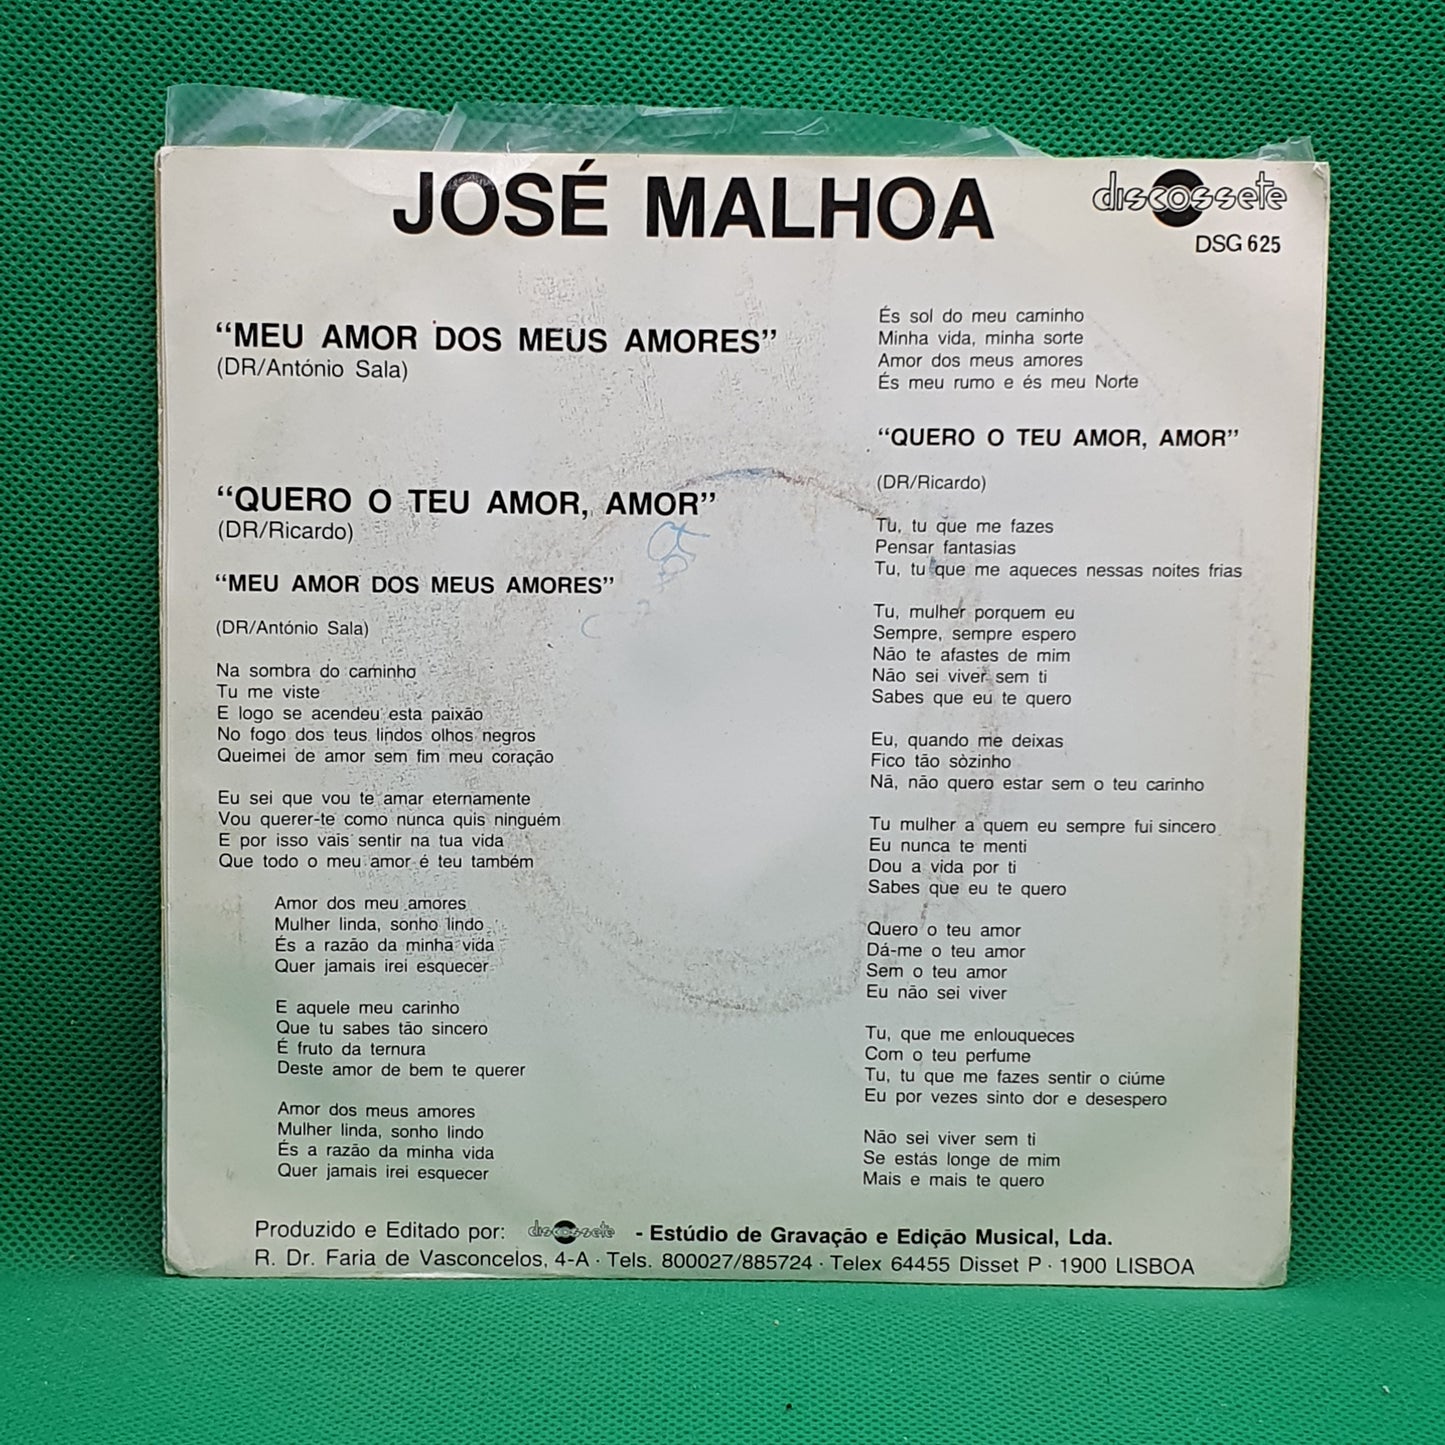 JOSÉ MALHOA
discossete
DSG 625
“MEU AMOR DOS MEUS AMORES”
(DR/António Sala)
“QUERO O TEU AMOR, AMOR”
(DR/Ricardo)
“MEU AMOR DOS MEUS AMORES”
(DR/António Sala)
Na sombra do caminho
Tu me viste
E logo se acendeu esta paixão
No fogo dos teus lindos olhos negros
Queimei de amor sem fim meu coração
Eu sei que vou te amar eternamente
Vou querer-te como nunca quis ninguém
E por isso vais sentir na tua vida
Que todo o meu amor é teu também
Amor dos meu amores
Mulher linda, sonho lindo
És a razão da minha vida
Quer jamais irei esquecer
E aquele meu carinho
Que tu sabes tão sincero
É fruto da ternura
Deste amor de bem te querer
Amor dos meus amores
Mulher linda, sonho lindo
És a razão da minha vida
Quer jamais irei esquecer
És sol do meu caminho
Minha vida, minha sorte
Amor dos meus amores
És meu rumo e és meu Norte
“QUERO O TEU AMOR, AMOR”
(DR/Ricardo)
Tu, tu que me fazes
Pensar fantasias
Tu, tu que me aqueces nessas noites frias
Tu, mulher porquem eu
Sempre, sempre espero
Não te afastes de mim
Não sei viver sem ti
Sabes que eu te quero
Eu, quando me deixas
Fico tão sòzinho
Nã, não quero estar sem o teu carinho
Tu mulher a quem eu sempre fui sincero
Eu nunca te menti
Dou a vida por ti
Sabes que eu te quero
Quero o teu amor
Dá-me o teu amor
Sem o teu amor
Eu não sei viver
Tu, que me enlouqueces
Com o teu perfume
Tu, tu que me fazes sentir o ciúme
Eu por vezes sinto dor e desespero
Não sei viver sem ti
Se estás longe de mim
Mais e mais te quero
Produzido e Editado por: discossete - Estúdio de Gravação e Edição Musical, Lda.
R. Dr. Faria de Vasconcelos, 4-A · Tels. 800027/885724 · Telex 64455 Disset P · 1900 LISBOA